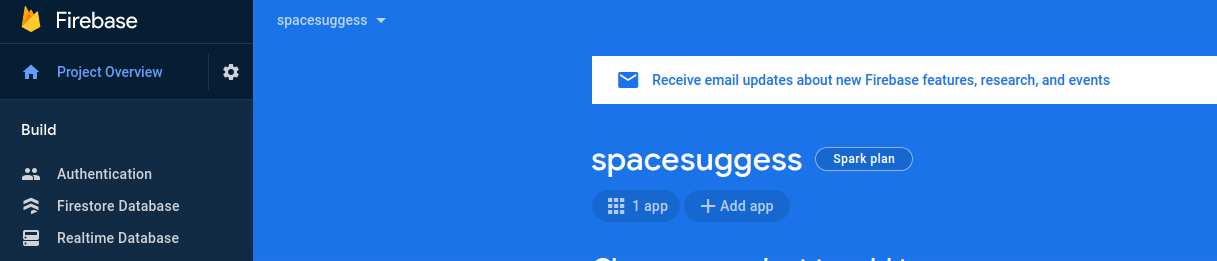 Firebase
spacesuggess
Project Overview
Receive email updates about new Firebase features, research, and events
Build
spacesuggess
Spark plan
Authentication
Firestore Database
1 app
Add app
Realtime Database